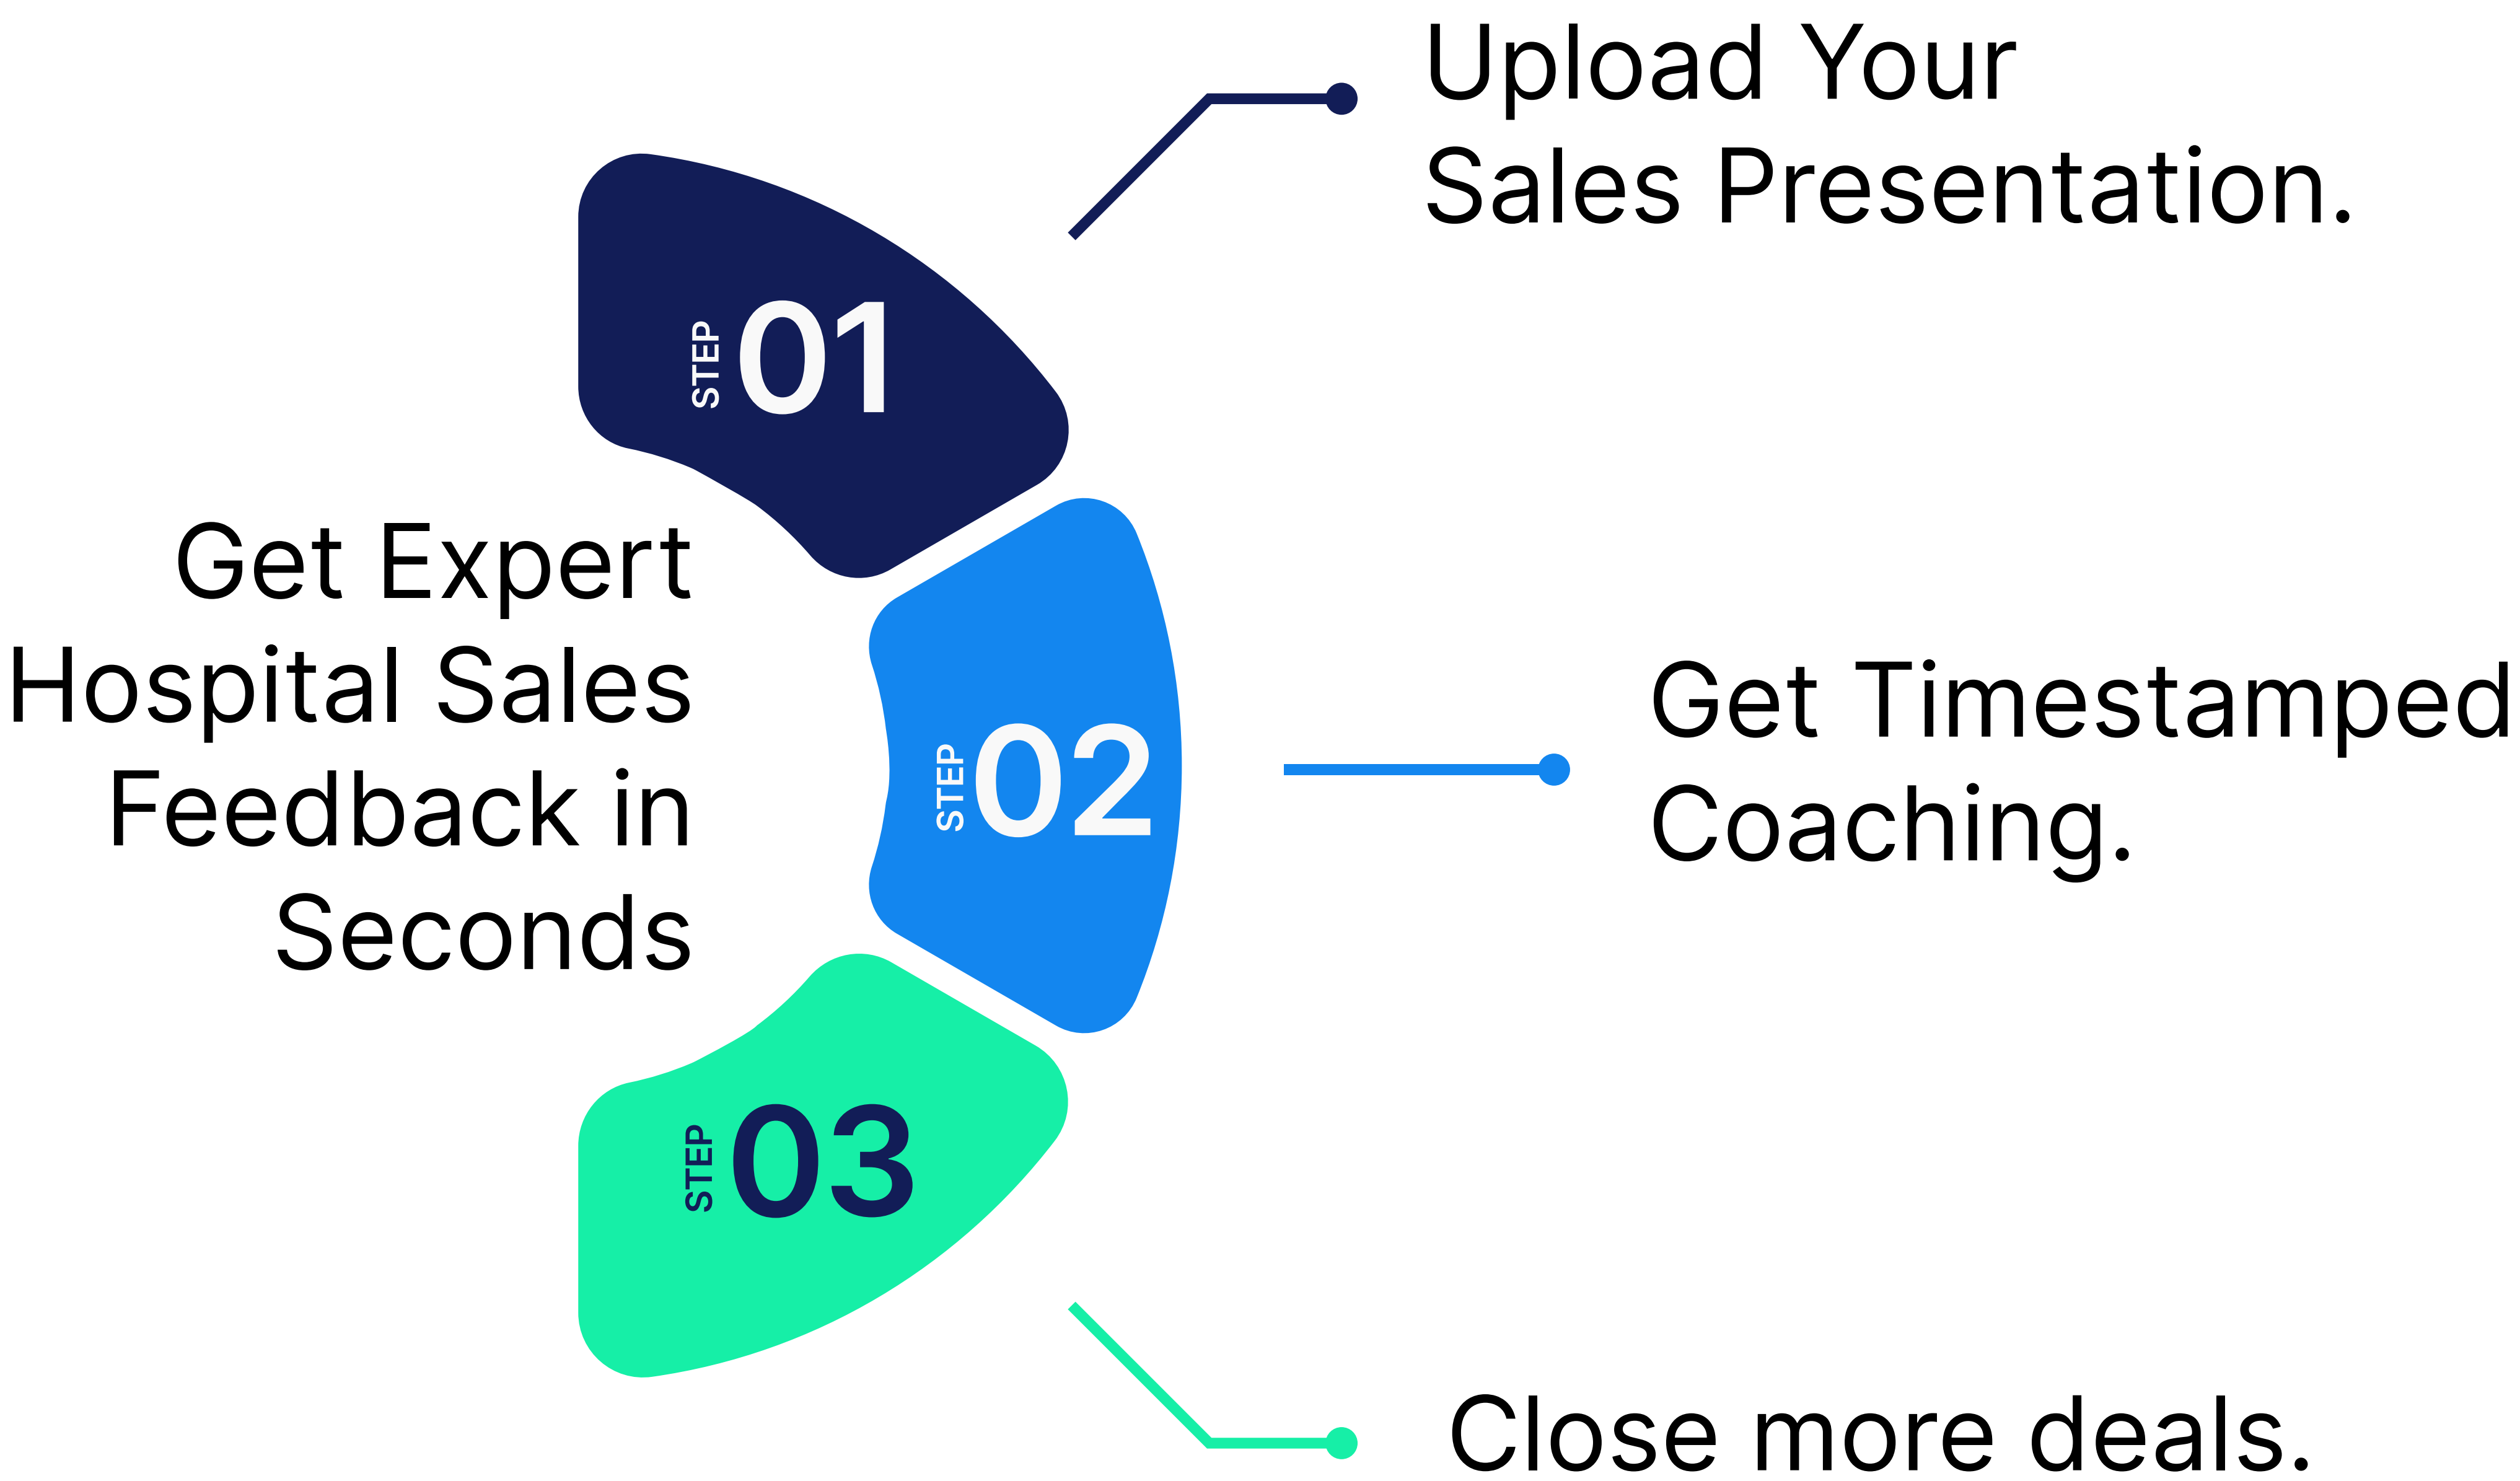 Get Expert
Hospital Sales
Feedback in
Seconds
STEP 01
Upload Your
Sales Presentation.
STEP 02
Get Timestamped
Coaching.
STEP 03
Close more deals.